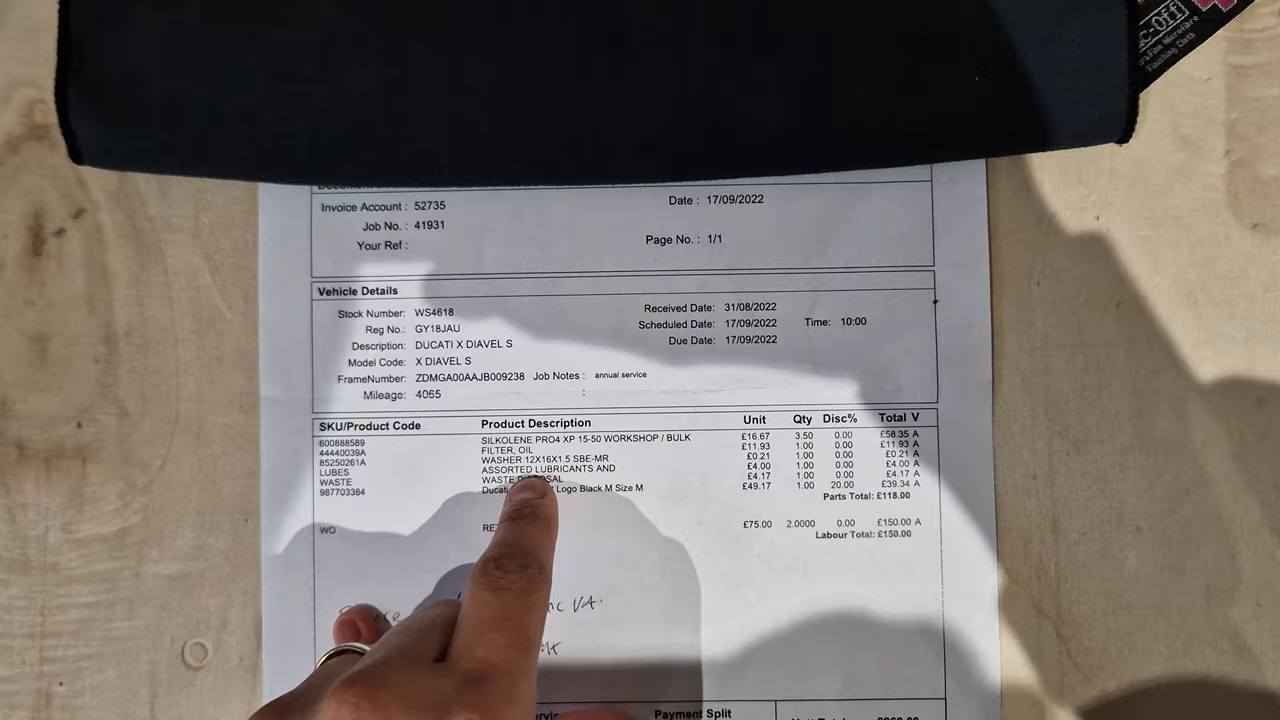 c-Off
Microfibre
Finishing Cloth
Invoice Account : 52735
Date : 17/09/2022
Job No. : 41931
Your Ref :
Page No. : 1/1
Vehicle Details
Stock Number: WS4618
Received Date: 31/08/2022
Reg No.: GY18JAU
Scheduled Date: 17/09/2022 Time: 10:00
Description: DUCATI X DIAVEL S
Due Date: 17/09/2022
Model Code: X DIAVEL S
FrameNumber: ZDMGA00AAJB009238 Job Notes : annual service
Mileage: 4065 :
SKU/Product Code Product Description Unit Qty Disc% Total V
600888589 SILKOLENE PRO4 XP 15-50 WORKSHOP / BULK £16.67 3.50 0.00 £58.35 A
44440039A FILTER, OIL £11.93 1.00 0.00 £11.93 A
85250261A WASHER 12X16X1.5 SBE-MR £0.21 1.00 0.00 £0.21 A
LUBES ASSORTED LUBRICANTS AND £4.00 1.00 0.00 £4.00 A
WASTE WASTE DISPOSAL £4.17 1.00 0.00 £4.17 A
987703384 Ducati Logo Black M Size M £49.17 1.00 20.00 £39.34 A
Parts Total: £118.00
WO £75.00 2.0000 0.00 £150.00 A
Labour Total: £150.00
VA.
Payment Split